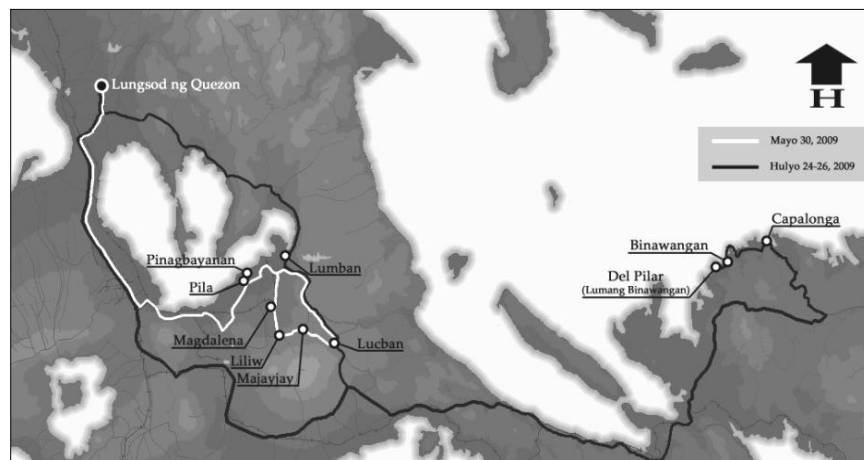 Lungsod ng Quezon
H
Mayo 30, 2009
Hulyo 24-26, 2009
Capalonga
Binawangan
Del Pilar
(Lumang Binawangan)
Pinagbayanan
Lumban
Pila
Magdalena
Lucban
Liliw
Majayjay